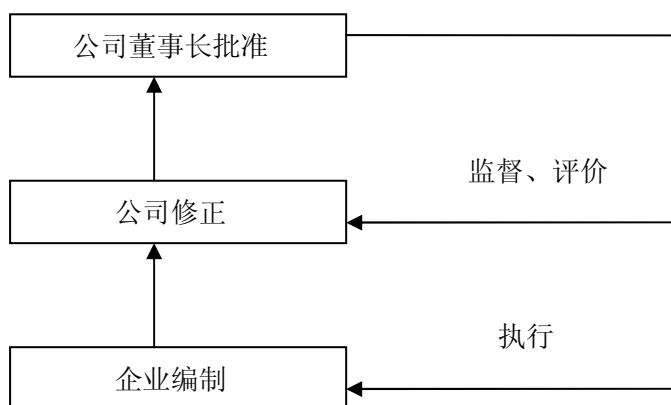 公司董事长批准
监督、评价
公司修正
执行
企业编制